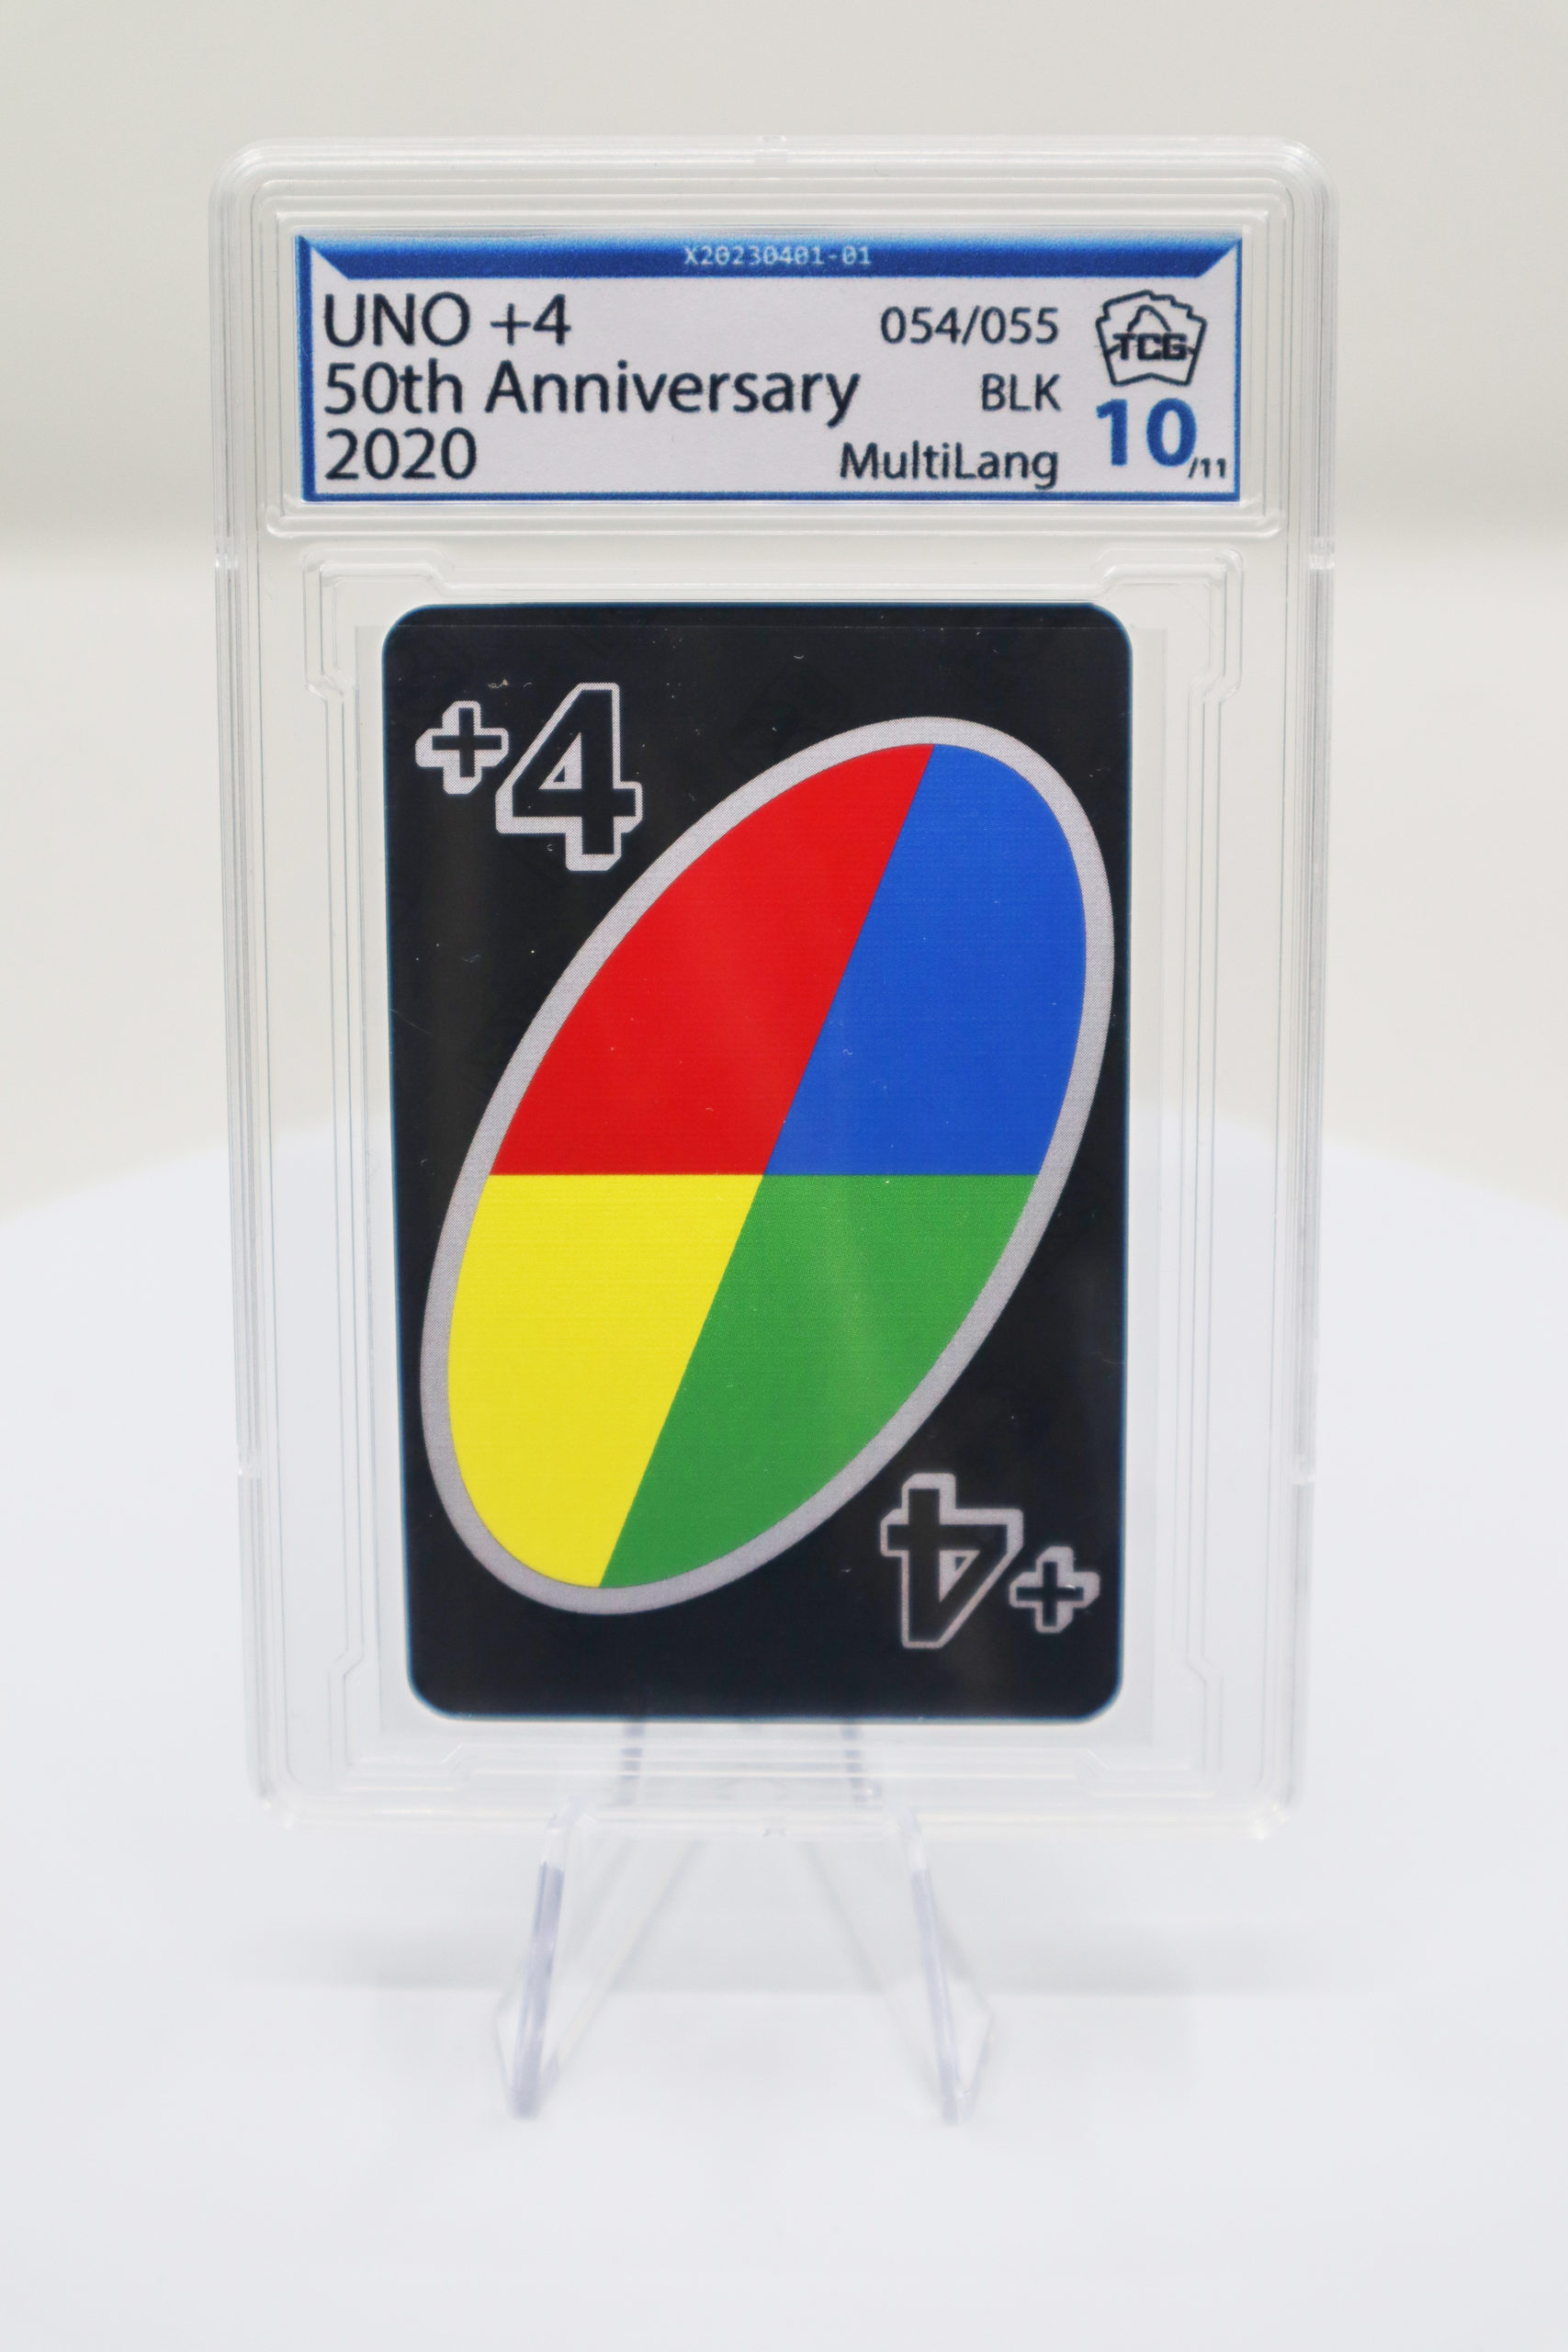 X20230401-01
UNO +4
50th Anniversary
2020
054/055
BLK
MultiLang
TCG
10/11
+4
+4